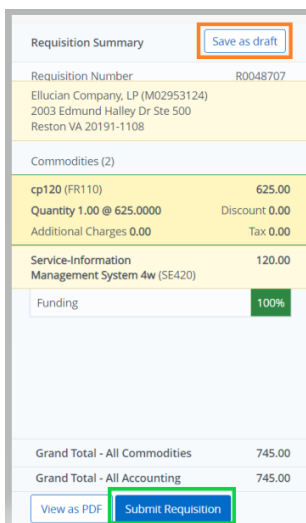 Requisition Summary Save as draft
Requisition Number R0048707
Ellucian Company, LP (M02953124)
2003 Edmund Halley Dr Ste 500
Reston VA 20191-1108
Commodities (2)
cp120 (FR110) 625.00
Quantity 1.00 @ 625.0000 Discount 0.00
Additional Charges 0.00 Tax 0.00
Service-Information 120.00
Management System 4w (SE420)
Funding 100%
Grand Total - All Commodities 745.00
Grand Total - All Accounting 745.00
View as PDF Submit Requisition